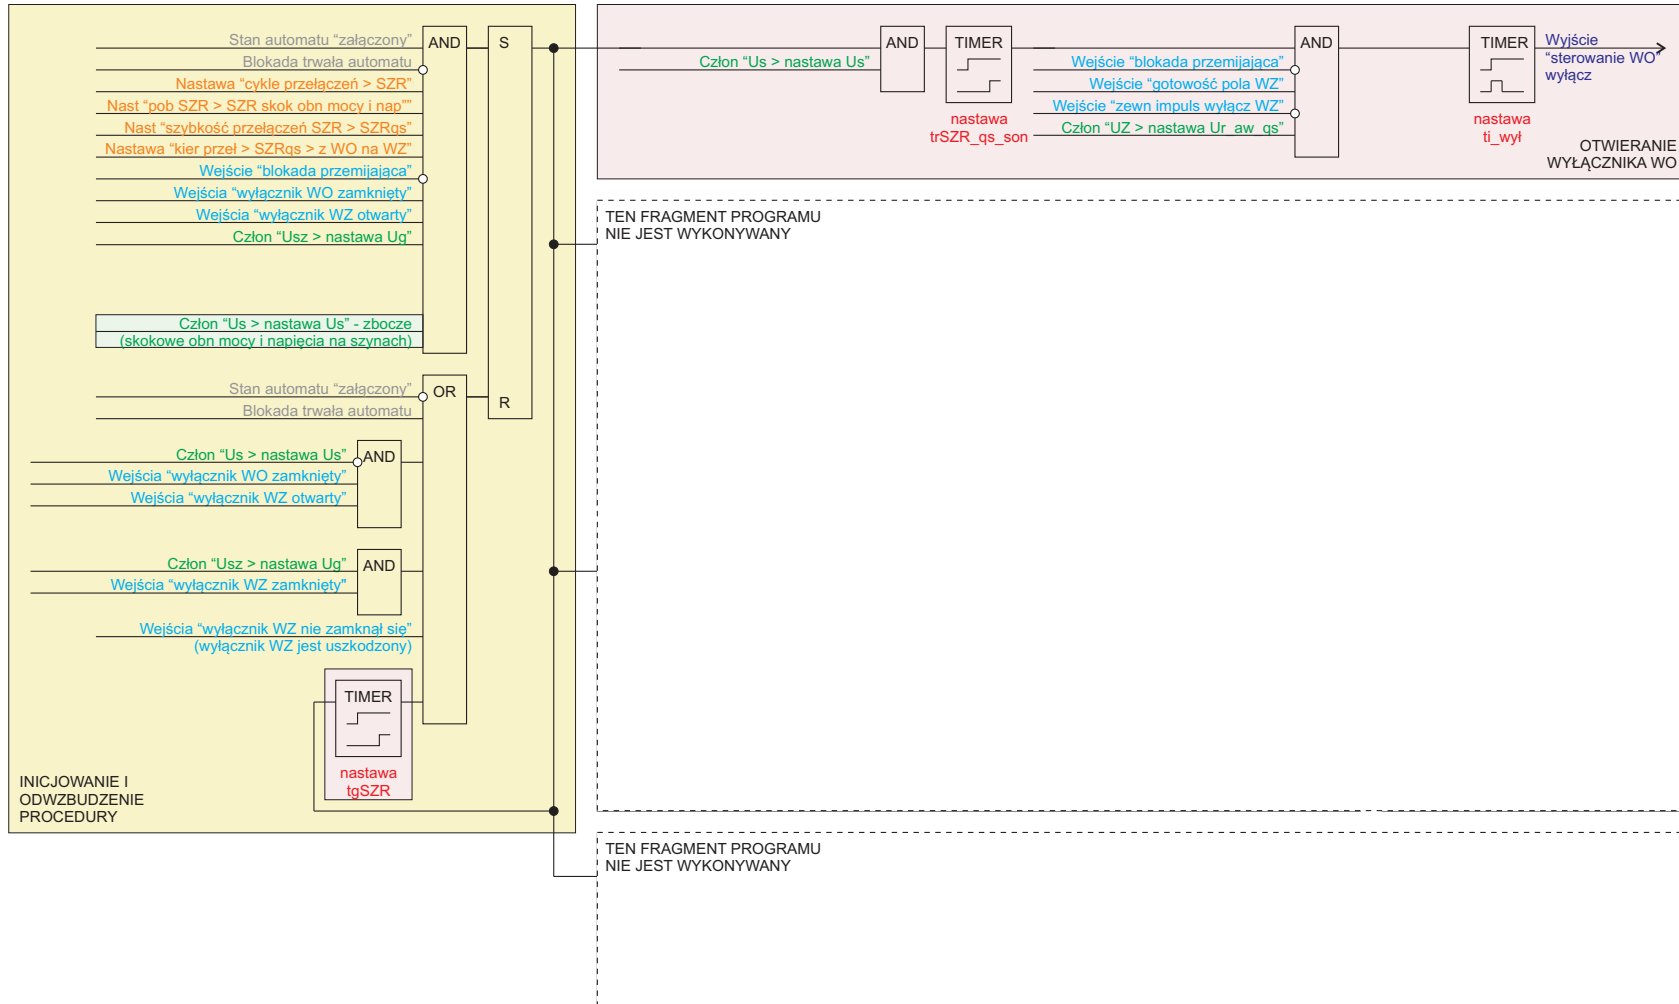 Stan automatu “załączony”
Blokada trwała automatu
Nastawa “cykle przełączeń > SZR”
Nast “pob SZR > SZR skok obn mocy i nap””
Nast “szybkość przełączeń SZR > SZRqs”
Nastawa “kier przeł > SZRqs > z WO na WZ”
Wejście “blokada przemijająca”
Wejścia “wyłącznik WO zamknięty”
Wejścia “wyłącznik WZ otwarty”
Człon “Usz > nastawa Ug”
Człon “Us > nastawa Us” - zbocze
(skokowe obn mocy i napięcia na szynach)
AND
S
R
Stan automatu “załączony”
Blokada trwała automatu
OR
Człon “Us > nastawa Us”
Wejścia “wyłącznik WO zamknięty”
Wejścia “wyłącznik WZ otwarty”
AND
Człon “Usz > nastawa Ug”
Wejścia “wyłącznik WZ zamknięty”
AND
Wejścia “wyłącznik WZ nie zamknął się”
(wyłącznik WZ jest uszkodzony)
TIMER
nastawa
tgSZR
INICJOWANIE I
ODWZBUDZENIE
PROCEDURY
Człon “Us > nastawa Us”
AND
TIMER
nastawa
trSZR_qs_son
Wejście “blokada przemijająca”
Wejście “gotowość pola WZ”
Wejście “zewn impuls wyłącz WZ”
Człon “UZ > nastawa Ur_aw_qs”
AND
TIMER
nastawa
ti_wył
Wyjście
“sterowanie WO”
wyłącz
OTWIERANIE
WYŁĄCZNIKA WO
TEN FRAGMENT PROGRAMU
NIE JEST WYKONYWANY
TEN FRAGMENT PROGRAMU
NIE JEST WYKONYWANY